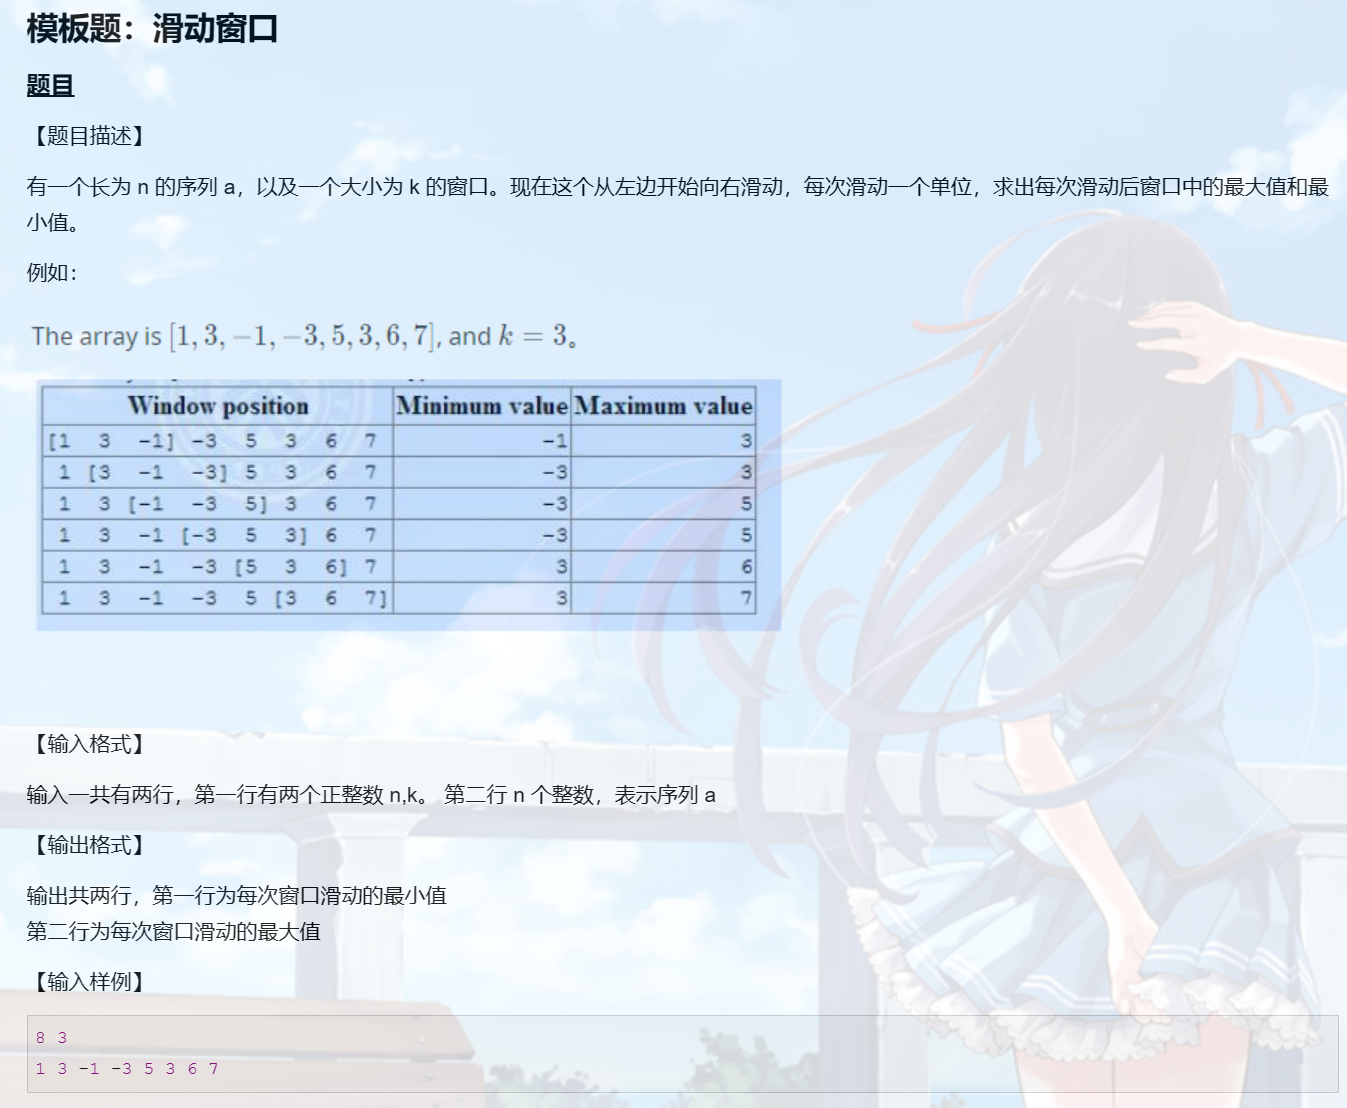 模板题：滑动窗口
题目
【题目描述】
有一个长为 n 的序列 a，以及一个大小为 k 的窗口。现在这个从左边开始向右滑动，每次滑动一个单位，求出每次滑动后窗口中的最大值和最
小值。
例如：
The array is [1, 3, −1, −3, 5, 3, 6, 7], and k = 3。
Window position Minimum value Maximum value
[1 3 -1] -3 5 3 6 7 -1 3
1 [3 -1 -3] 5 3 6 7 -3 3
1 3 [-1 -3 5] 3 6 7 -3 5
1 3 -1 [-3 5 3] 6 7 -3 5
1 3 -1 -3 [5 3 6] 7 3 6
1 3 -1 -3 5 [3 6 7] 3 7
【输入格式】
输入一共有两行，第一行有两个正整数 n,k。 第二行 n 个整数，表示序列 a
【输出格式】
输出共两行，第一行为每次窗口滑动的最小值
第二行为每次窗口滑动的最大值
【输入样例】
8 3
1 3 -1 -3 5 3 6 7